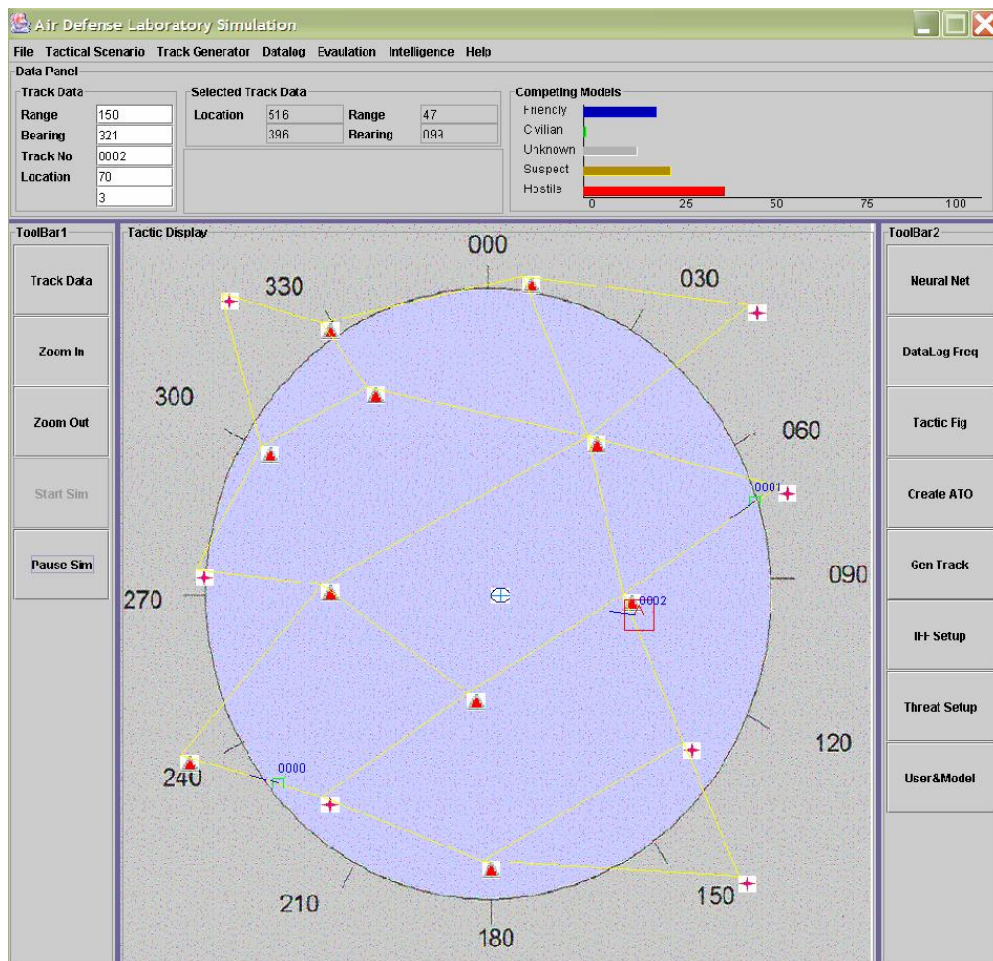 Air Defense Laboratory Simulation
File Tactical Scenario Track Generator Datalog Evaulation Intelligence Help
Data Panel
Track Data
Range 150
Bearing 321
Track No 0002
Location 70
3
Selected Track Data
Location 516 Range 47
396 Bearing 093
Competing Models
Friendly
Civilian
Unknown
Suspect
Hostile
0 25 50 75 100
ToolBar1
Track Data
Zoom In
Zoom Out
Start Sim
Pause Sim
Tactic Display
000
330 030
300 060
0001
270 090
0002
240 120
0000
210 150
180
ToolBar2
Neural Net
DataLog Freq
Tactic Fig
Create ATO
Gen Track
IFF Setup
Threat Setup
User&Model